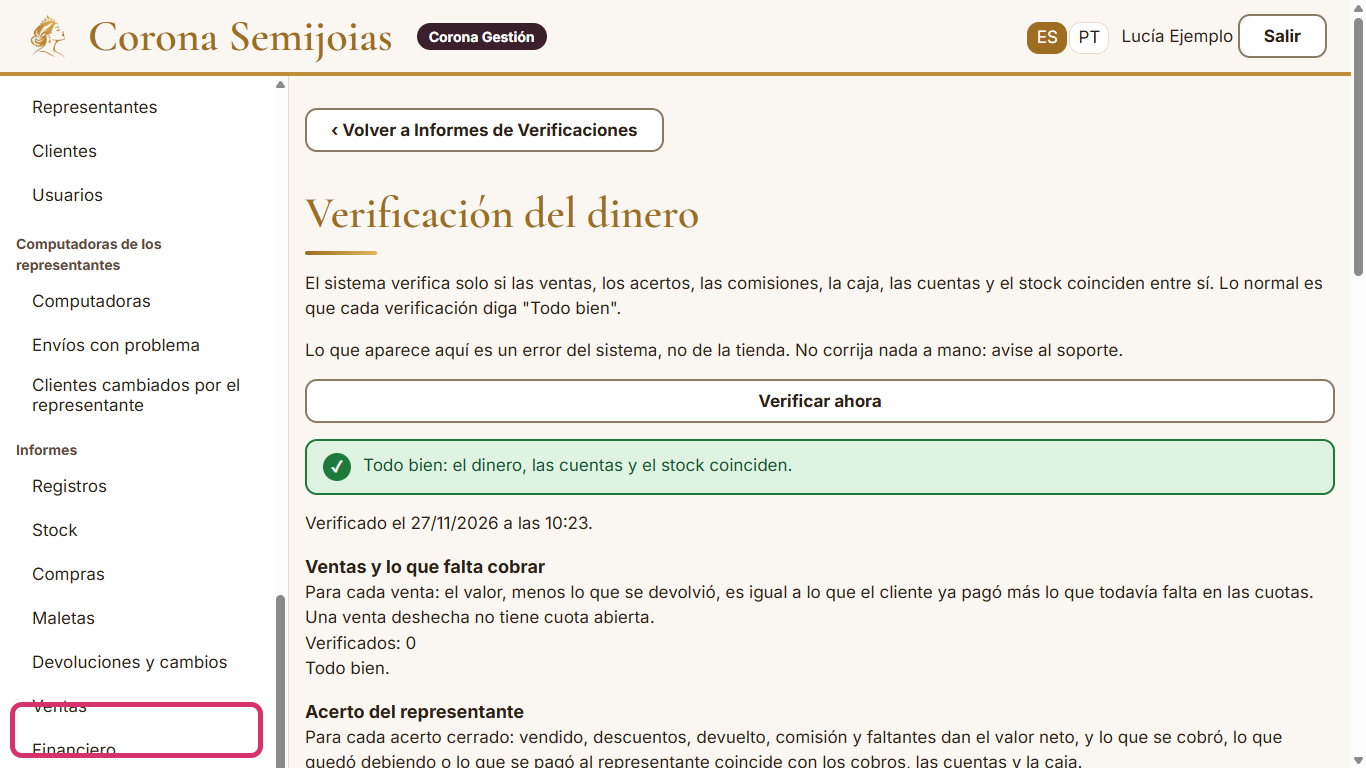 Corona Semijoias
Corona Gestión
ES
PT
Lucía Ejemplo
Salir
Representantes
Clientes
Usuarios
Computadoras de los
representantes
Computadoras
Envíos con problema
Clientes cambiados por el
representante
Informes
Registros
Stock
Compras
Maletas
Devoluciones y cambios
Ventas
Financiero
‹ Volver a Informes de Verificaciones
Verificación del dinero
El sistema verifica solo si las ventas, los acertos, las comisiones, la caja, las cuentas y el stock coinciden entre sí. Lo normal es
que cada verificación diga "Todo bien".
Lo que aparece aquí es un error del sistema, no de la tienda. No corrija nada a mano: avise al soporte.
Verificar ahora
Todo bien: el dinero, las cuentas y el stock coinciden.
Verificado el 27/11/2026 a las 10:23.
Ventas y lo que falta cobrar
Para cada venta: el valor, menos lo que se devolvió, es igual a lo que el cliente ya pagó más lo que todavía falta en las cuotas.
Una venta deshecha no tiene cuota abierta.
Verificados: 0
Todo bien.
Acerto del representante
Para cada acerto cerrado: vendido, descuentos, devuelto, comisión y faltantes dan el valor neto, y lo que se cobró, lo que
quedó debiendo o lo que se pagó al representante coincide con los cobros, las cuentas y la caja.